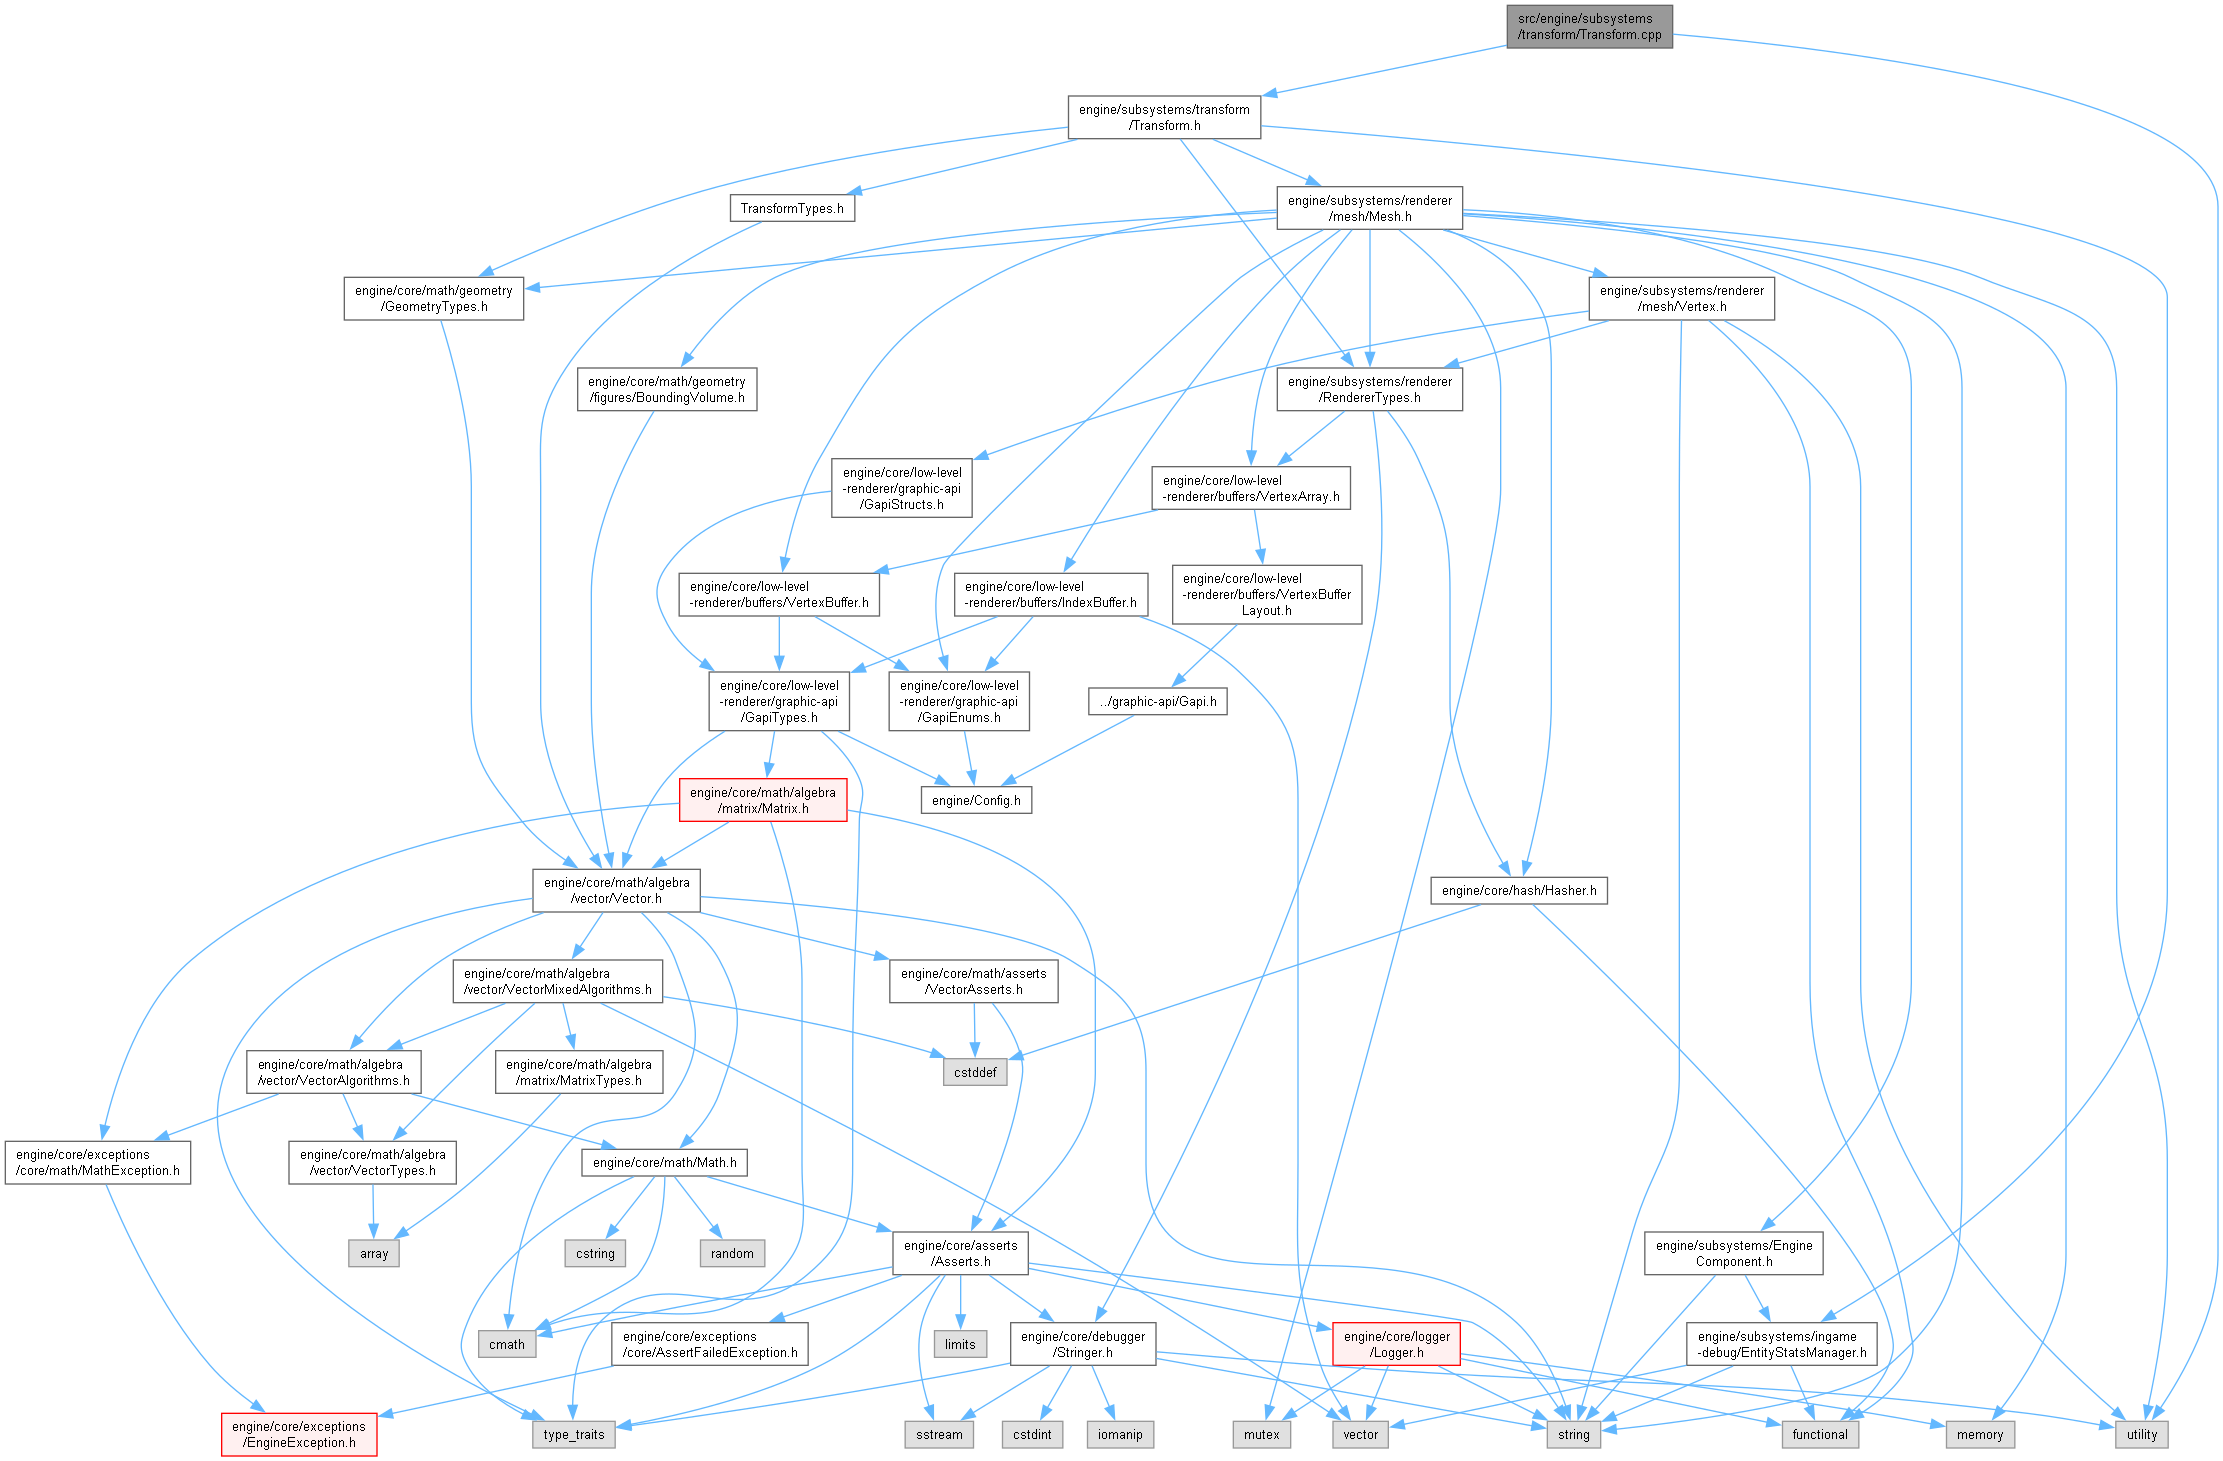 src/engine/subsystems
/transform/Transform.cpp
engine/subsystems/transform
/Transform.h
TransformTypes.h
engine/subsystems/renderer
/mesh/Mesh.h
engine/core/math/geometry
/GeometryTypes.h
engine/subsystems/renderer
/mesh/Vertex.h
engine/core/math/geometry
/figures/BoundingVolume.h
engine/subsystems/renderer
/RendererTypes.h
engine/core/low-level
-renderer/graphic-api
/GapiStructs.h
engine/core/low-level
-renderer/buffers/VertexArray.h
engine/core/low-level
-renderer/buffers/VertexBuffer.h
engine/core/low-level
-renderer/buffers/IndexBuffer.h
engine/core/low-level
-renderer/buffers/VertexBuffer
Layout.h
engine/core/low-level
-renderer/graphic-api
/GapiTypes.h
engine/core/low-level
-renderer/graphic-api
/GapiEnums.h
../graphic-api/Gapi.h
engine/core/math/algebra
/matrix/Matrix.h
engine/Config.h
engine/core/math/algebra
/vector/Vector.h
engine/core/hash/Hasher.h
engine/core/math/algebra
/vector/VectorMixedAlgorithms.h
engine/core/math/asserts
/VectorAsserts.h
engine/core/math/algebra
/vector/VectorAlgorithms.h
engine/core/math/algebra
/matrix/MatrixTypes.h
cstddef
engine/core/exceptions
/core/math/MathException.h
engine/core/math/algebra
/vector/VectorTypes.h
engine/core/math/Math.h
array
cstring
random
engine/core/asserts
/Asserts.h
engine/subsystems/Engine
Component.h
cmath
engine/core/exceptions
/core/AssertFailedException.h
limits
engine/core/debugger
/Stringer.h
engine/core/logger
/Logger.h
engine/subsystems/ingame
-debug/EntityStatsManager.h
engine/core/exceptions
/EngineException.h
type_traits
sstream
cstdint
iomanip
mutex
vector
string
functional
memory
utility